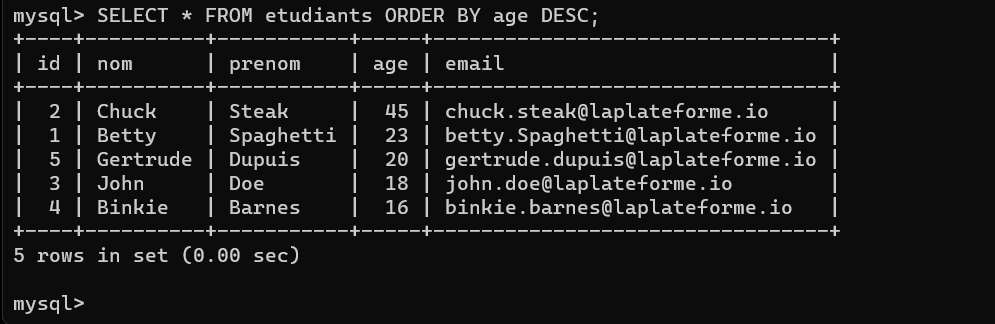 mysql> SELECT * FROM etudiants ORDER BY age DESC;
+----+----------+-----------+-----+---------------------------------+
| id | nom      | prenom    | age | email                           |
+----+----------+-----------+-----+---------------------------------+
|  2 | Chuck    | Steak     |  45 | chuck.steak@laplateforme.io     |
|  1 | Betty    | Spaghetti |  23 | betty.Spaghetti@laplateforme.io |
|  5 | Gertrude | Dupuis    |  20 | gertrude.dupuis@laplateforme.io |
|  3 | John     | Doe       |  18 | john.doe@laplateforme.io        |
|  4 | Binkie   | Barnes    |  16 | binkie.barnes@laplateforme.io   |
+----+----------+-----------+-----+---------------------------------+
5 rows in set (0.00 sec)
mysql>